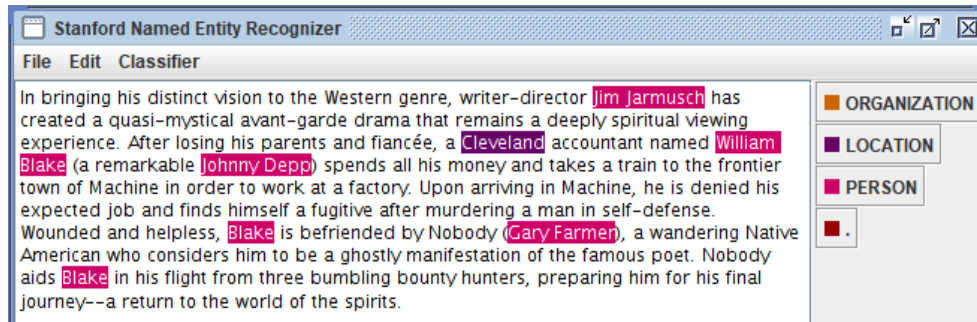 Stanford Named Entity Recognizer
File Edit Classifier
In bringing his distinct vision to the Western genre, writer-director Jim Jarmusch has
created a quasi-mystical avant-garde drama that remains a deeply spiritual viewing
experience. After losing his parents and fiancée, a Cleveland accountant named William
Blake (a remarkable Johnny Depp) spends all his money and takes a train to the frontier
town of Machine in order to work at a factory. Upon arriving in Machine, he is denied his
expected job and finds himself a fugitive after murdering a man in self-defense.
Wounded and helpless, Blake is befriended by Nobody (Gary Farmer), a wandering Native
American who considers him to be a ghostly manifestation of the famous poet. Nobody
aids Blake in his flight from three bumbling bounty hunters, preparing him for his final
journey--a return to the world of the spirits.
ORGANIZATION
LOCATION
PERSON
.